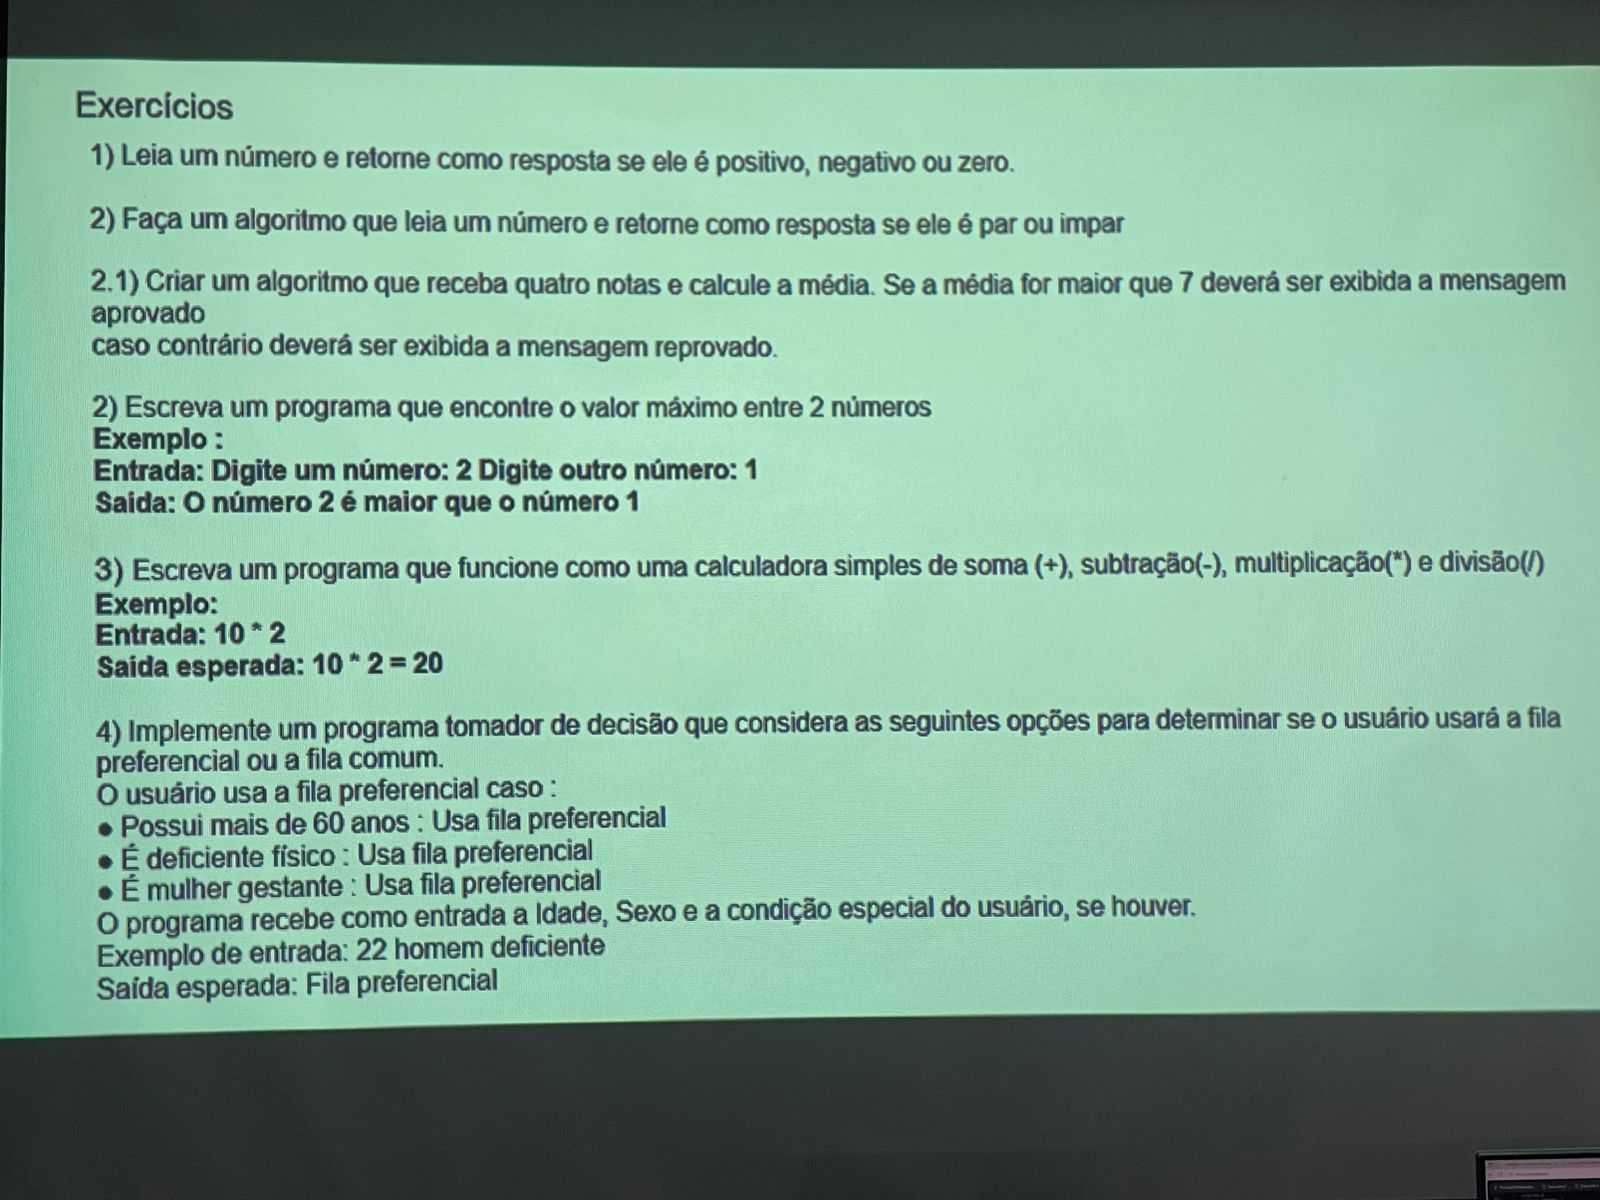 Exercícios
1) Leia um número e retorne como resposta se ele é positivo, negativo ou zero.
2) Faça um algoritmo que leia um número e retorne como resposta se ele é par ou impar
2.1) Criar um algoritmo que receba quatro notas e calcule a média. Se a média for maior que 7 deverá ser exibida a mensagem
aprovado
caso contrário deverá ser exibida a mensagem reprovado.
2) Escreva um programa que encontre o valor máximo entre 2 números
Exemplo :
Entrada: Digite um número: 2 Digite outro número: 1
Saída: O número 2 é maior que o número 1
3) Escreva um programa que funcione como uma calculadora simples de soma (+), subtração(-), multiplicação(*) e divisão(/)
Exemplo:
Entrada: 10 * 2
Saída esperada: 10 * 2 = 20
4) Implemente um programa tomador de decisão que considera as seguintes opções para determinar se o usuário usará a fila
preferencial ou a fila comum.
O usuário usa a fila preferencial caso :
● Possui mais de 60 anos : Usa fila preferencial
● É deficiente físico : Usa fila preferencial
● É mulher gestante : Usa fila preferencial
O programa recebe como entrada a Idade, Sexo e a condição especial do usuário, se houver.
Exemplo de entrada: 22 homem deficiente
Saída esperada: Fila preferencial